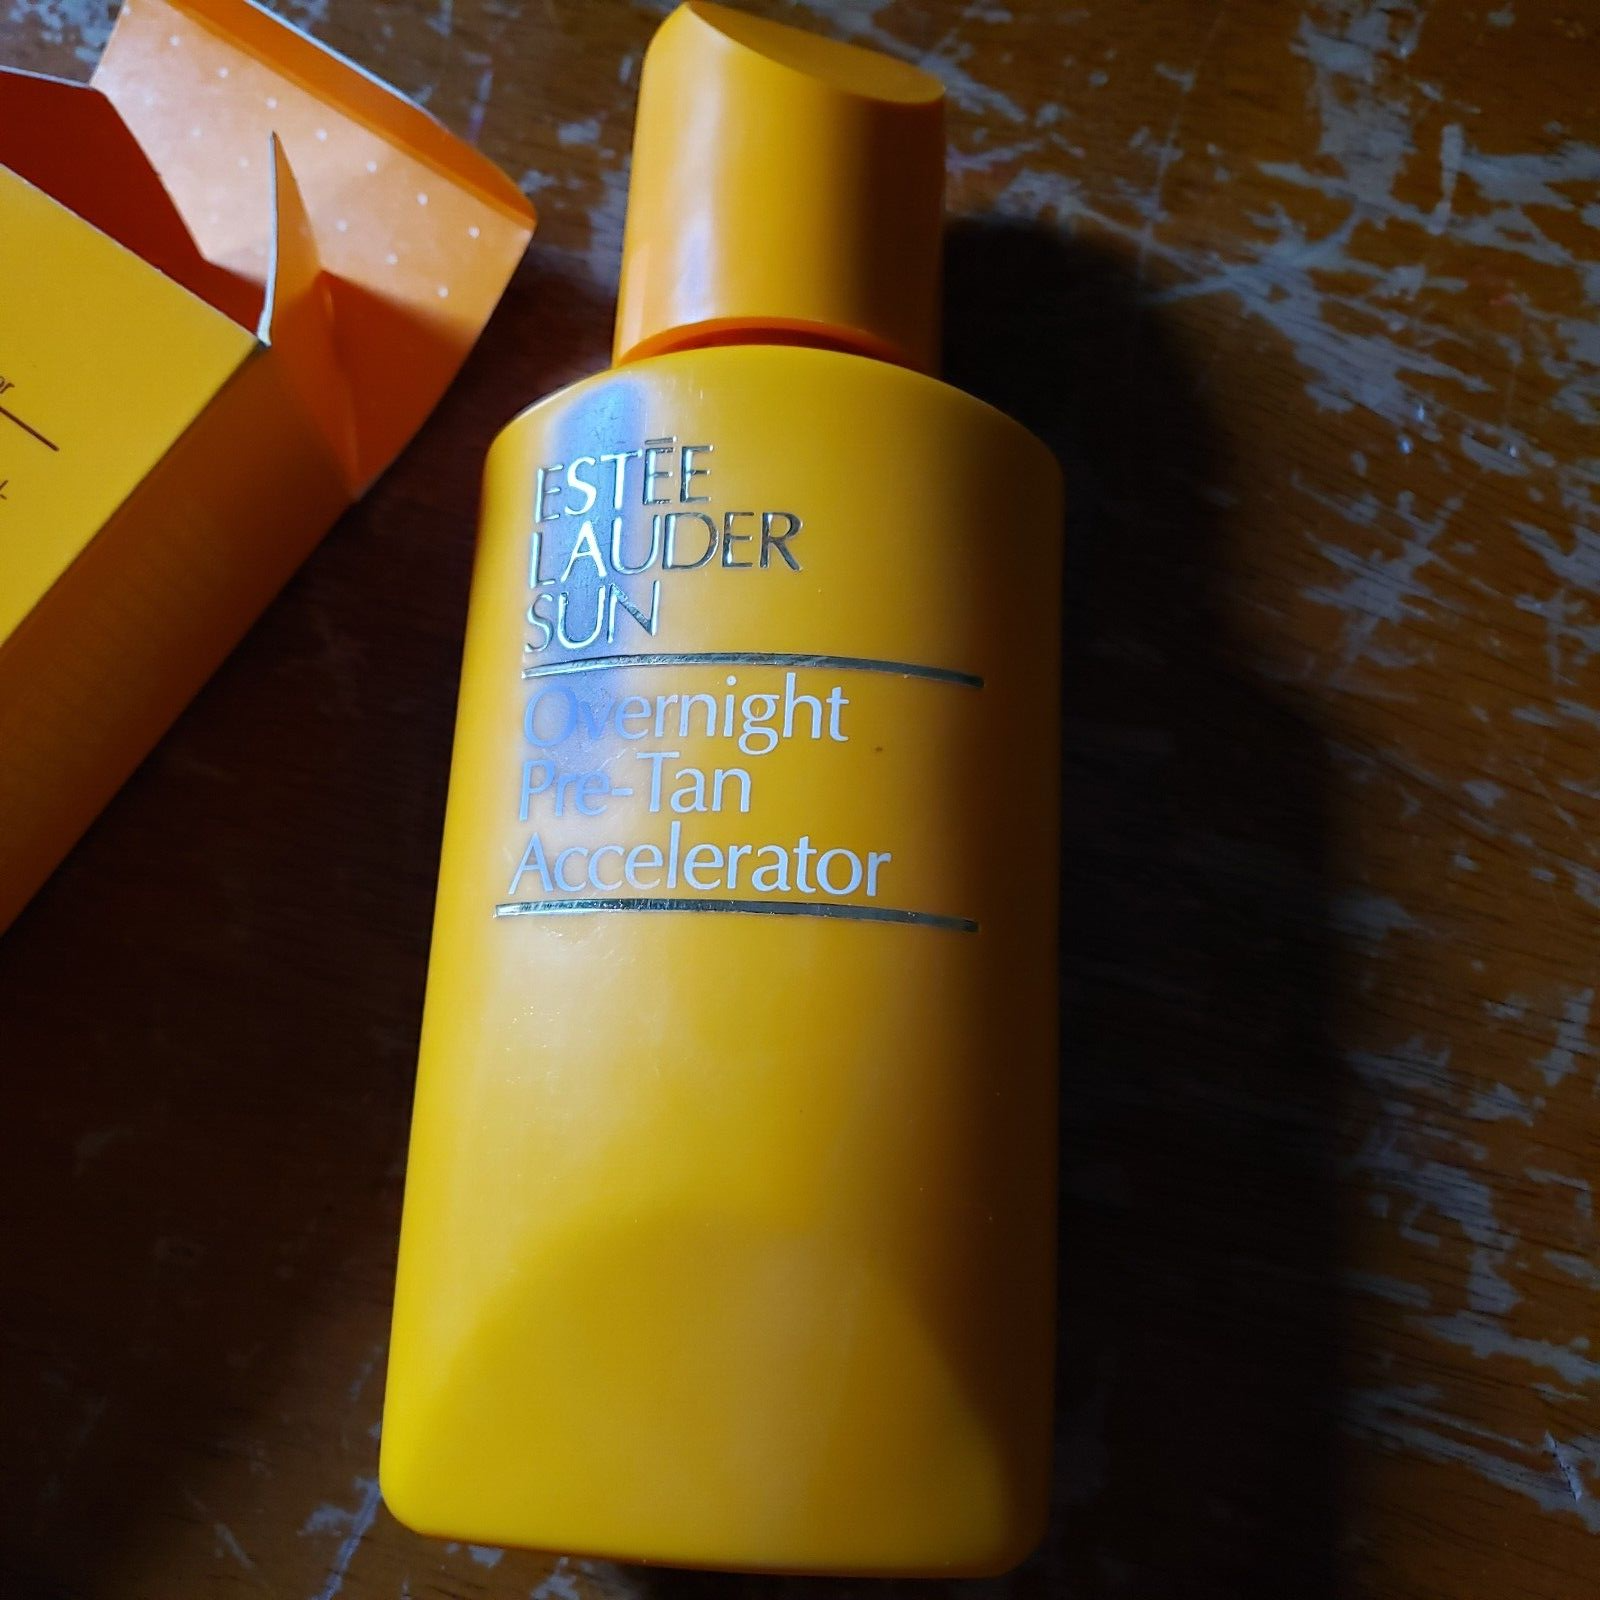 ESTĒE
LAUDER
SUN
Overnight
Pre-Tan
Accelerator